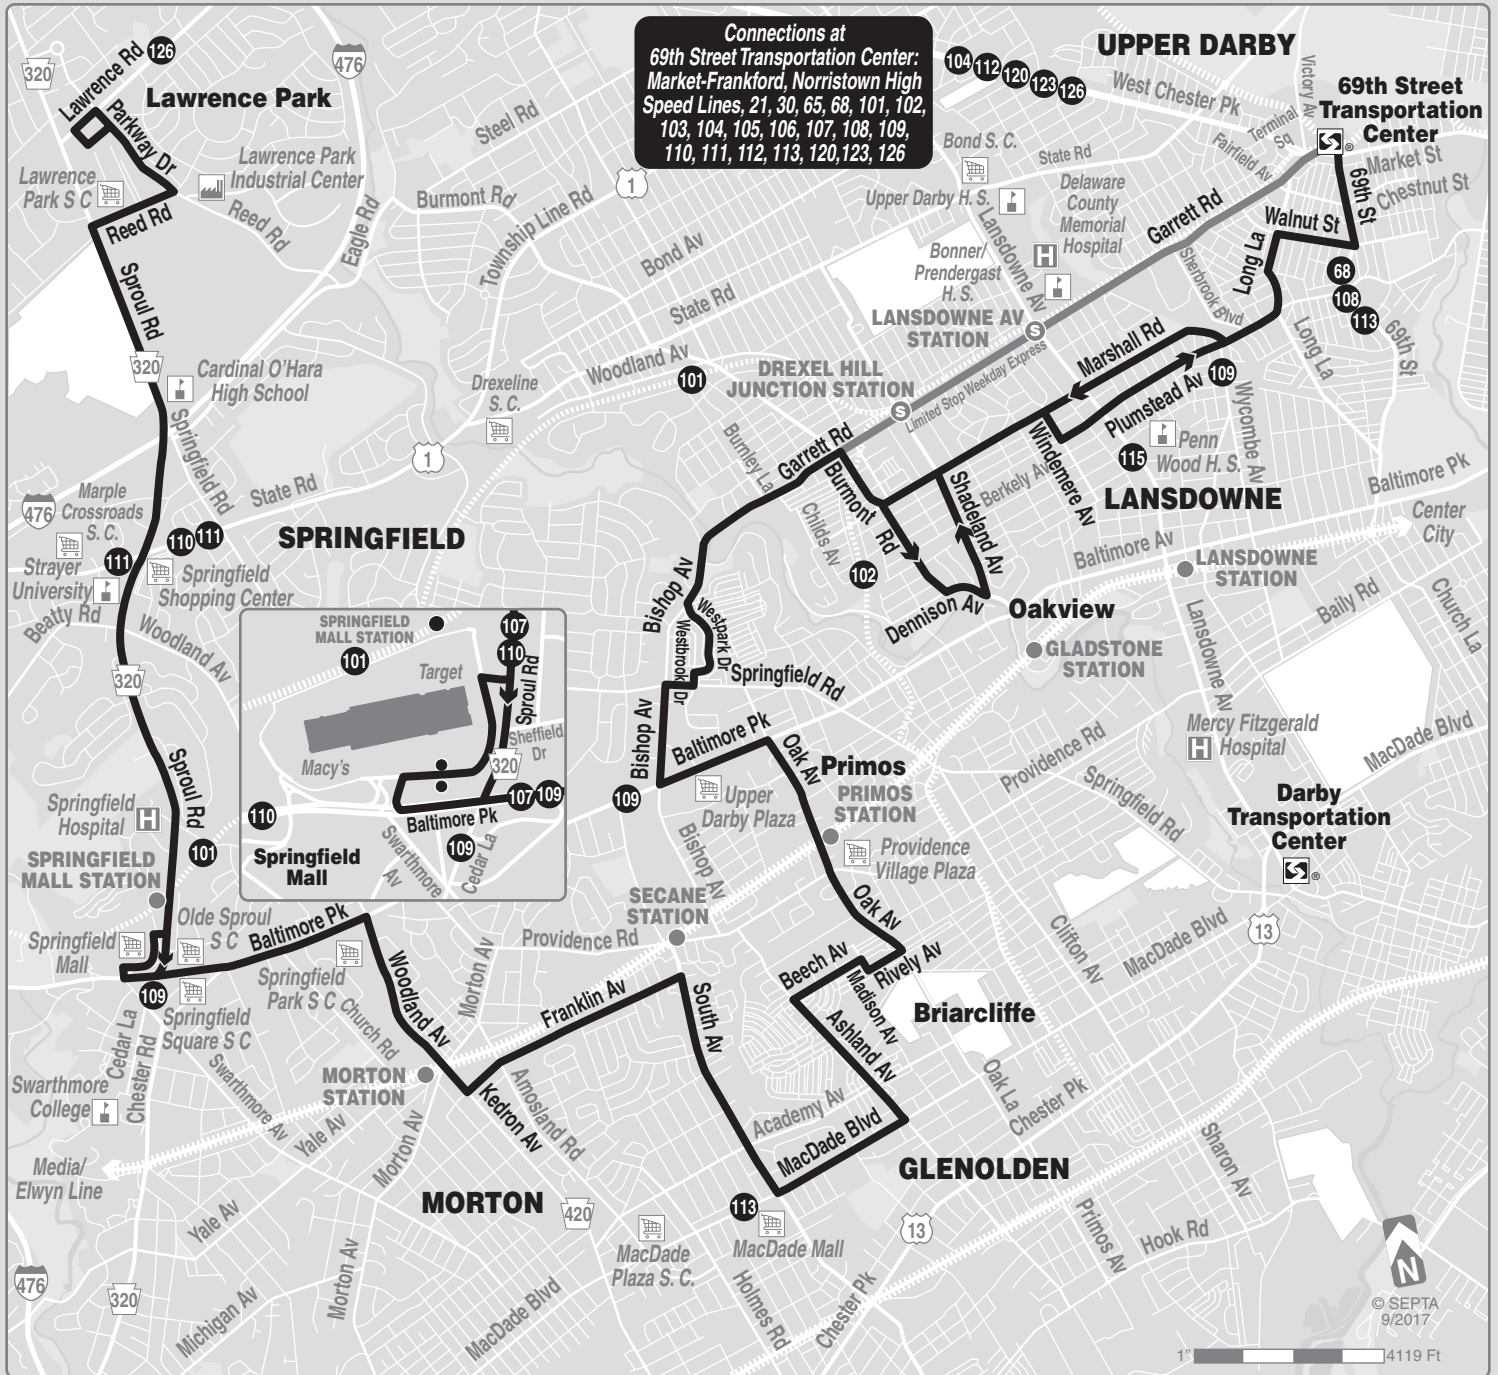 Connections at
69th Street Transportation Center:
Market-Frankford, Norristown High
Speed Lines, 21, 30, 65, 68, 101, 102,
103, 104, 105, 106, 107, 108, 109,
110, 111, 112, 113, 120,123, 126
320
Lawrence Rd
126
476
Lawrence Park
Parkway Dr
Steel Rd
Lawrence Park
Industrial Center
Lawrence
Park S C
Reed Rd
Reed Rd
Eagle Rd
Burmont Rd
Township Line Rd
1
Bond Av
State Rd
Sproul Rd
320
Cardinal O'Hara
High School
Springfield Rd
Drexeline
S. C.
Woodland Av
101
1
State Rd
476
Marple
Crossroads
S. C.
110
111
111
Strayer
University
Springfield
Shopping Center
Beatty Rd
Woodland Av
SPRINGFIELD
320
UPPER DARBY
104
112
120
123
126
West Chester Pk
Victory Av
69th Street
Transportation
Center
®
Terminal
Sq
Fairfield Av
Market St
Chestnut St
69th St
Bond S. C.
State Rd
Upper Darby H. S.
Delaware
County
Memorial
Hospital
H
Lansdowne Av
Bonner/
Prendergast
H. S.
Garrett Rd
Walnut St
Long La
Sherbrook Blvd
68
108
113
69th St
Long La
LANSDOWNE AV
STATION
S
DREXEL HILL
JUNCTION STATION
S
Limited Stop Weekday Express
Marshall Rd
Plumstead Av
109
Wycombe Av
115
Penn
Wood H. S.
Windemere Av
Berkely Av
Baltimore Pk
LANSDOWNE
Center
City
Burnley La
Garrett Rd
Burmont
Rd
Shadeland Av
Childs Av
102
Baltimore Av
LANSDOWNE
STATION
Dennison Av
Oakview
GLADSTONE
STATION
Baily Rd
Church La
Lansdowne Av
Bishop Av
Westpark Dr
Westbrook Dr
Springfield Rd
Bishop Av
Baltimore Pk
109
Oak Av
Upper
Darby Plaza
Primos
PRIMOS
STATION
Providence Rd
Springfield Rd
Mercy Fitzgerald
H
Hospital
MacDade Blvd
Darby
Transportation
Center
®
Providence
Village Plaza
Bishop Av
SPRINGFIELD
MALL STATION
101
107
110
Target
Sproul Rd
Sheffield
Dr
320
Macy's
107
109
110
Baltimore Pk
109
Swarthmore
Av
Cedar La
Springfield
Mall
Sproul Rd
Springfield
Hospital
H
101
SPRINGFIELD
MALL STATION
Springfield
Mall
Olde Sproul
S C
Baltimore Pk
109
Springfield
Square S C
Springfield
Park S C
Church Rd
Woodland Av
Morton Av
Providence Rd
SECANE
STATION
Franklin Av
South Av
Oak Av
Beech Av
Rively Av
Madison Av
Ashland Av
Briarcliffe
Clifton Av
MacDade Blvd
13
Cedar La
Chester Rd
Swarthmore
College
Swarthmore Av
MORTON
STATION
Kedron Av
Amosland Rd
Yale Av
Morton Av
Media/
Elwyn Line
Academy Av
MacDade Blvd
Oak La
Chester Pk
GLENOLDEN
Sharon Av
MORTON
420
113
MacDade Mall
MacDade
Plaza S. C.
13
Primos Av
Hook Rd
Yale Av
Morton Av
476
320
Michigan Av
MacDade Blvd
Holmes Rd
Chester Pk
N
© SEPTA
9/2017
1"
4119 Ft